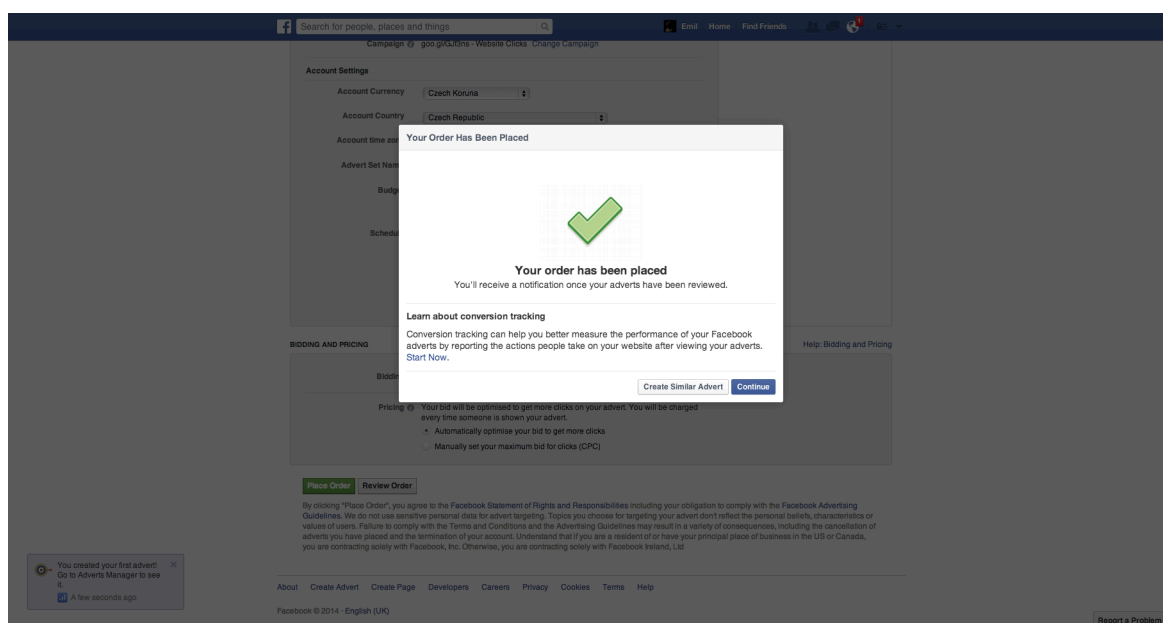 Search for people, places and things
Emil Home Find Friends 1
Campaign goo.gl/GJf3ns - Website Clicks Change Campaign
Account Settings
Account Currency Czech Koruna
Account Country Czech Republic
Account time zon
Advert Set Nam
Budge
Schedul
Your Order Has Been Placed
Your order has been placed
You'll receive a notification once your adverts have been reviewed.
Learn about conversion tracking
Conversion tracking can help you better measure the performance of your Facebook
adverts by reporting the actions people take on your website after viewing your adverts.
Start Now.
Create Similar Advert Continue
BIDDING AND PRICING Help: Bidding and Pricing
Biddin
Pricing Your bid will be optimised to get more clicks on your advert. You will be charged
every time someone is shown your advert.
Automatically optimise your bid to get more clicks
Manually set your maximum bid for clicks (CPC)
Place Order Review Order
By clicking "Place Order", you agree to the Facebook Statement of Rights and Responsibilities including your obligation to comply with the Facebook Advertising
Guidelines. We do not use sensitive personal data for advert targeting. Topics you choose for targeting your advert don't reflect the personal beliefs, characteristics or
values of users. Failure to comply with the Terms and Conditions and the Advertising Guidelines may result in a variety of consequences, including the cancellation of
adverts you have placed and the termination of your account. Understand that if you are a resident of or have your principal place of business in the US or Canada,
you are contracting solely with Facebook, Inc. Otherwise, you are contracting solely with Facebook Ireland, Ltd
You created your first advert!
Go to Adverts Manager to see
it.
A few seconds ago
About Create Advert Create Page Developers Careers Privacy Cookies Terms Help
Facebook © 2014 · English (UK)
Report a Problem